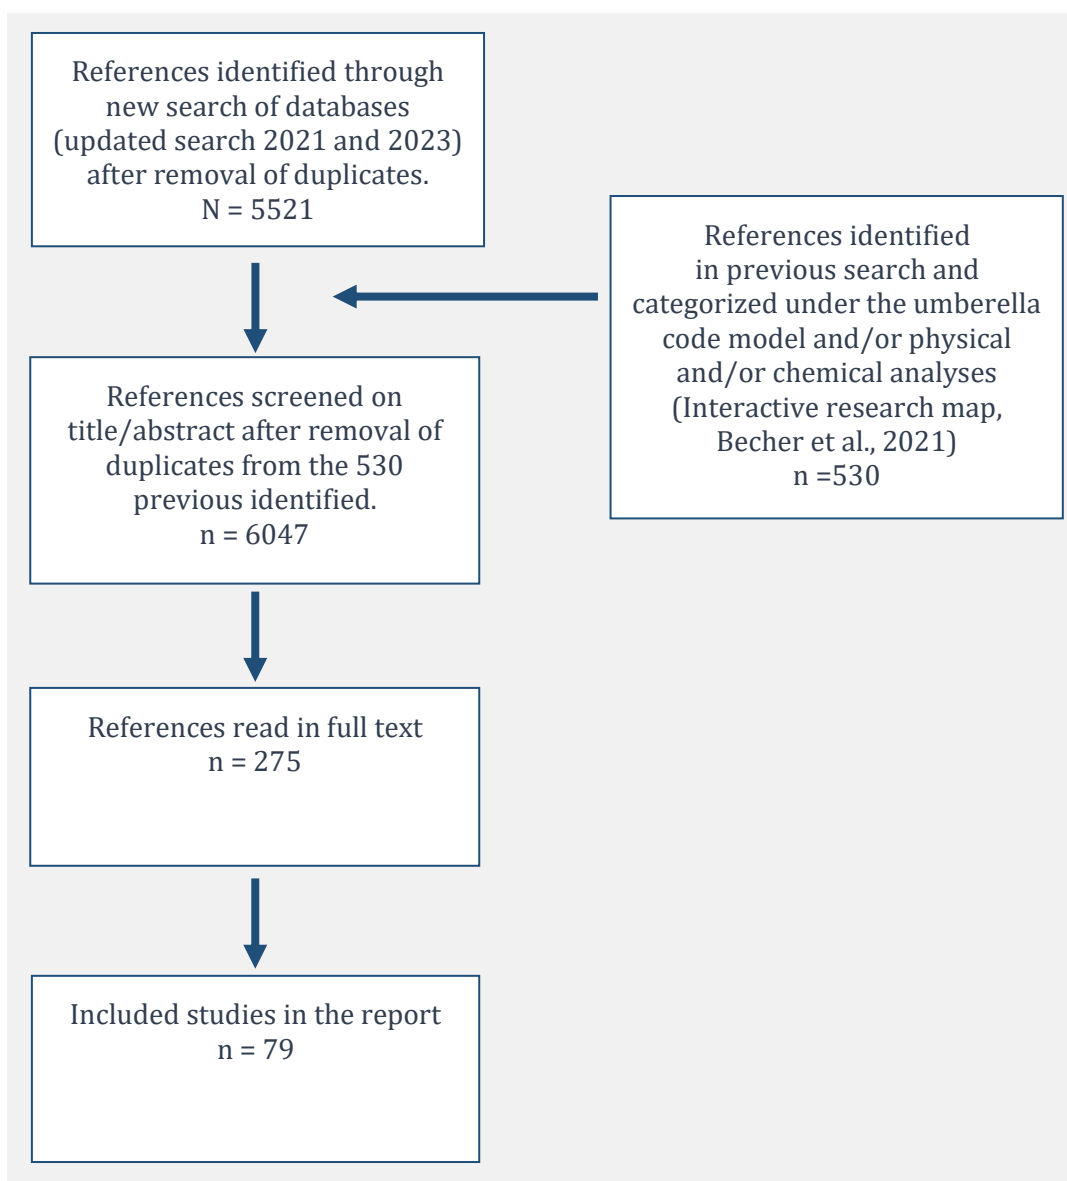 References identified through
new search of databases
(updated search 2021 and 2023)
after removal of duplicates.
N = 5521
References identified
in previous search and
categorized under the umberella
code model and/or physical
and/or chemical analyses
(Interactive research map,
Becher et al., 2021)
n =530
References screened on
title/abstract after removal of
duplicates from the 530
previous identified.
n = 6047
References read in full text
n = 275
Included studies in the report
n = 79